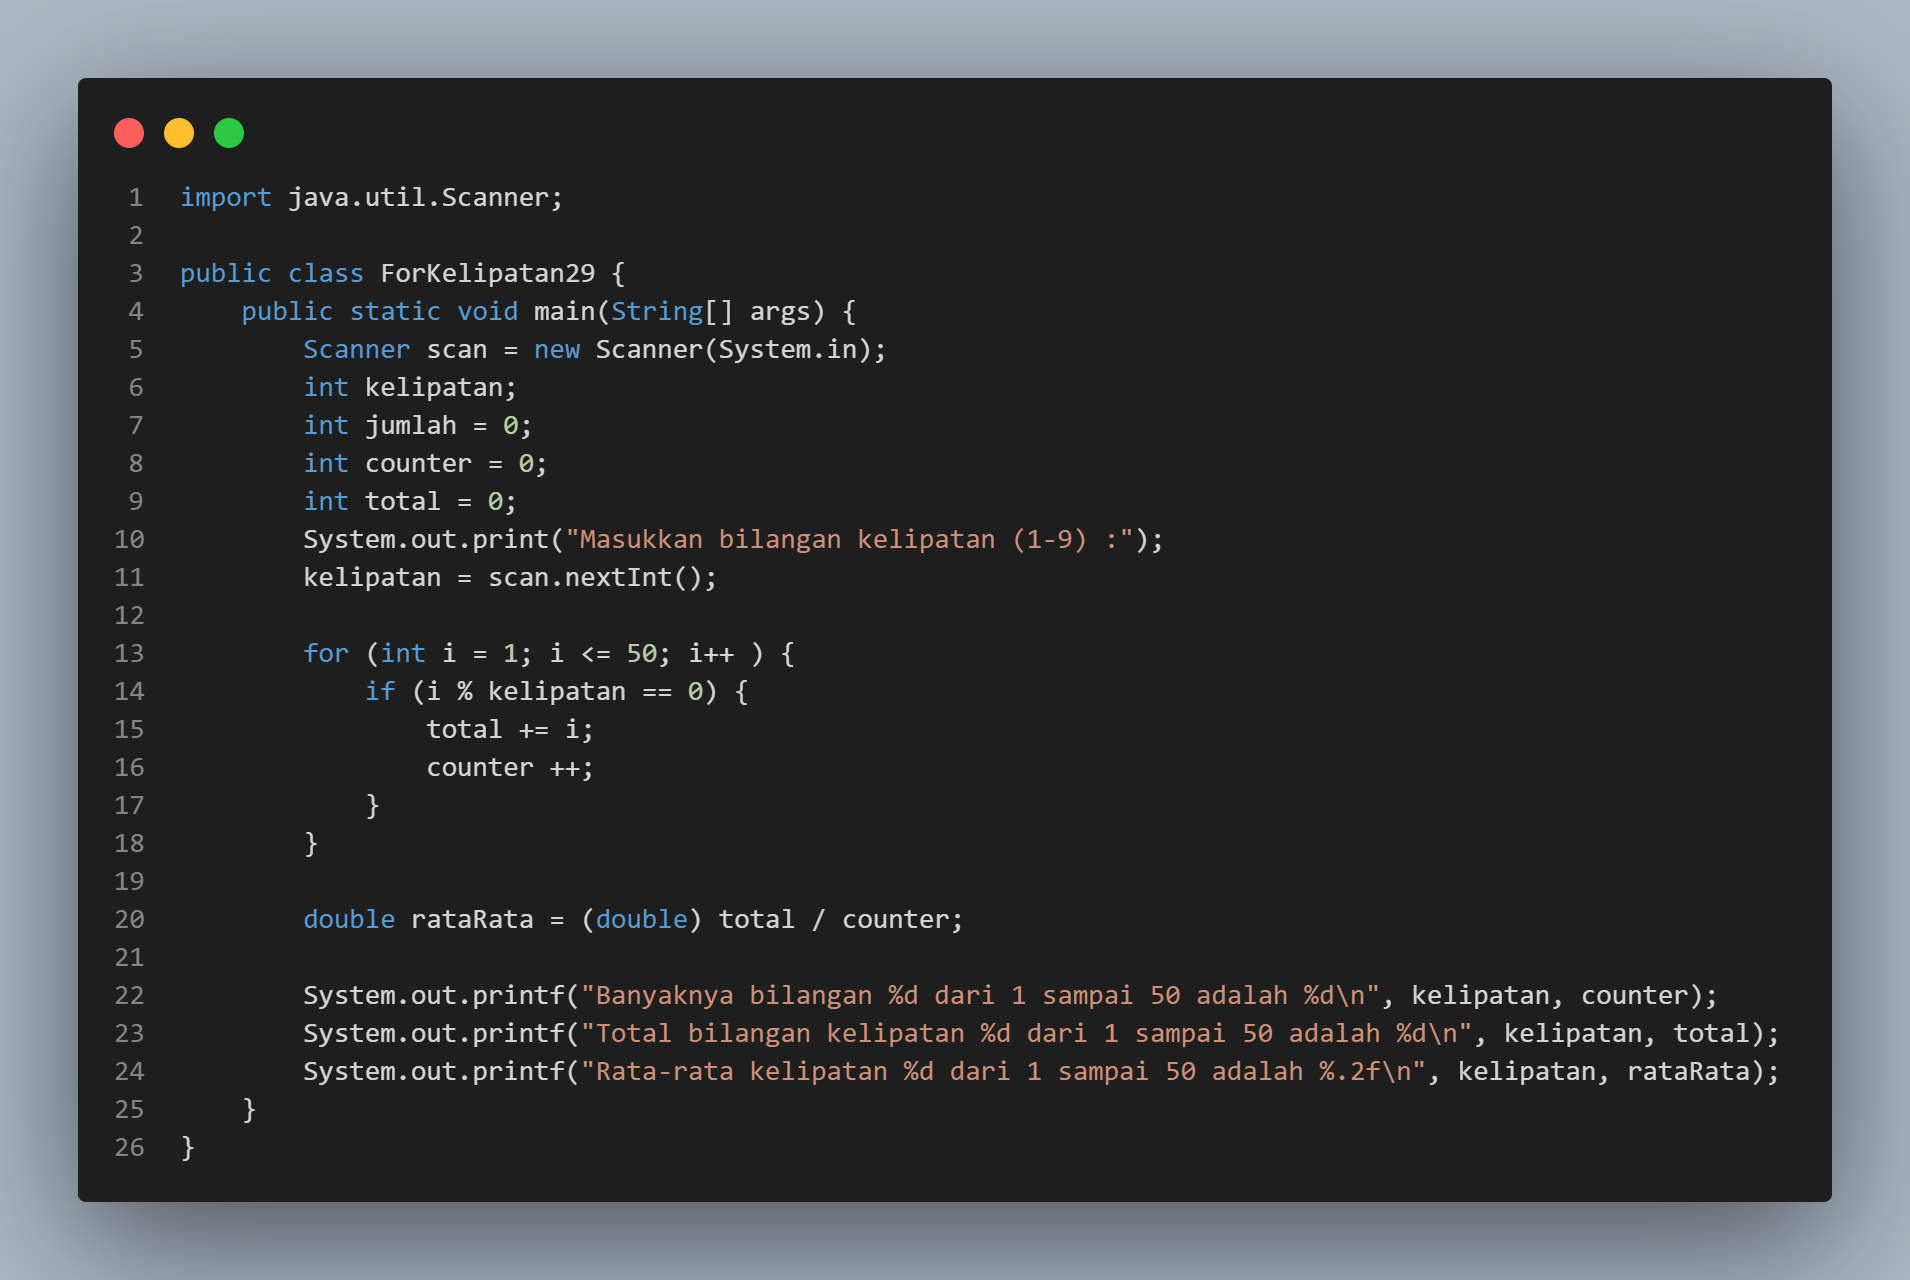 1 import java.util.Scanner;
2
3 public class ForKelipatan29 {
4     public static void main(String[] args) {
5         Scanner scan = new Scanner(System.in);
6         int kelipatan;
7         int jumlah = 0;
8         int counter = 0;
9         int total = 0;
10         System.out.print("Masukkan bilangan kelipatan (1-9) :");
11         kelipatan = scan.nextInt();
12
13         for (int i = 1; i <= 50; i++ ) {
14             if (i % kelipatan == 0) {
15                 total += i;
16                 counter ++;
17             }
18         }
19
20         double rataRata = (double) total / counter;
21
22         System.out.printf("Banyaknya bilangan %d dari 1 sampai 50 adalah %d\n", kelipatan, counter);
23         System.out.printf("Total bilangan kelipatan %d dari 1 sampai 50 adalah %d\n", kelipatan, total);
24         System.out.printf("Rata-rata kelipatan %d dari 1 sampai 50 adalah %.2f\n", kelipatan, rataRata);
25     }
26 }